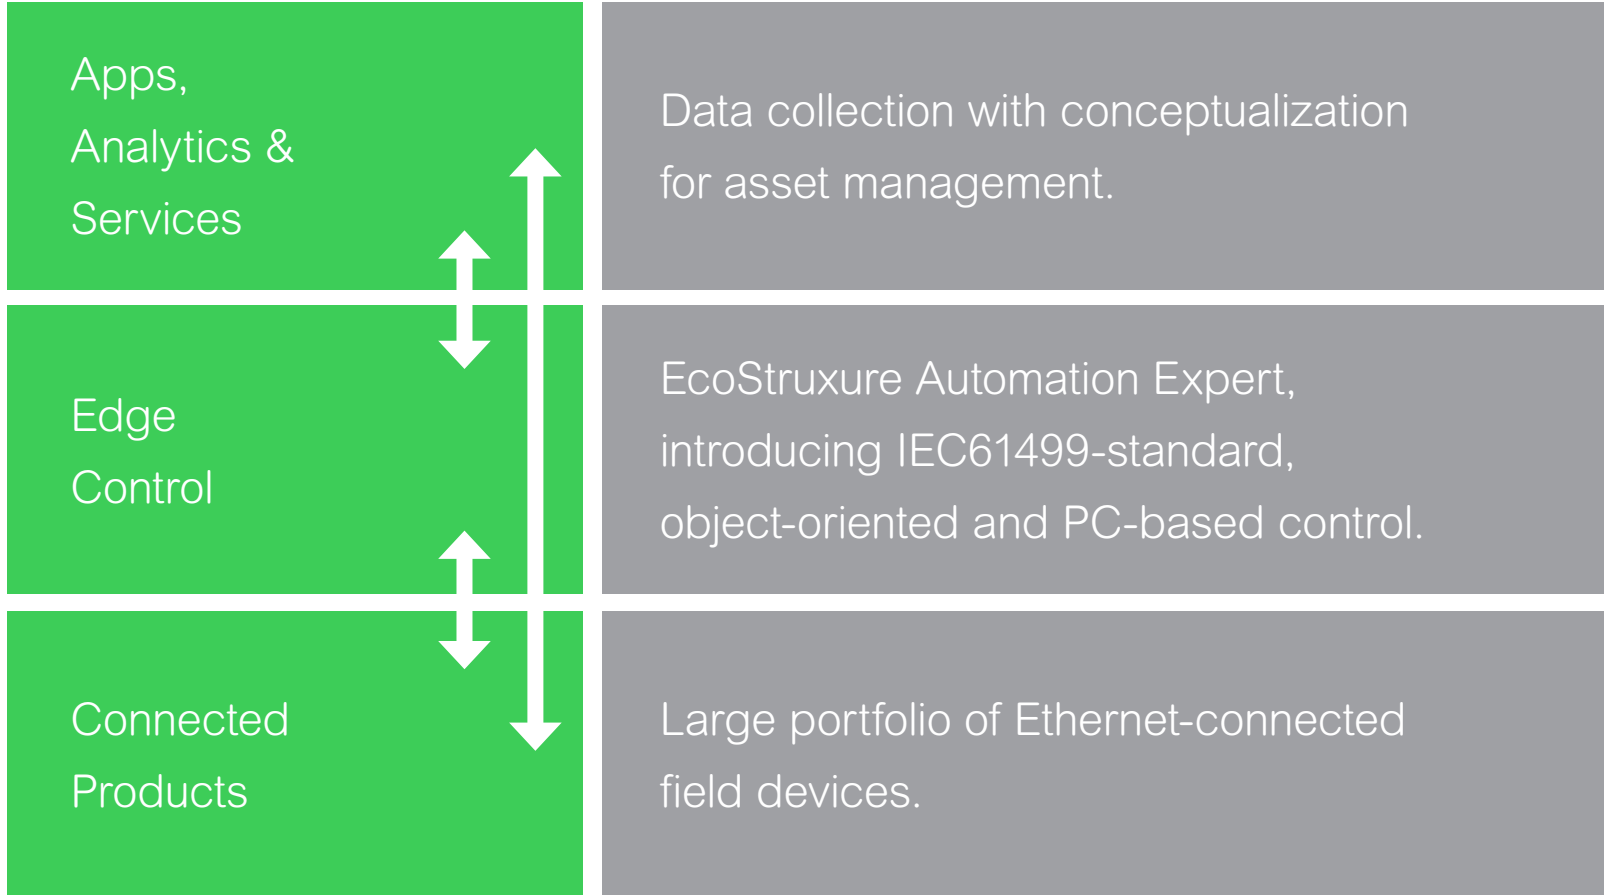 Apps,
Analytics &
Services
Data collection with conceptualization
for asset management.
Edge
Control
EcoStruxure Automation Expert,
introducing IEC61499-standard,
object-oriented and PC-based control.
Connected
Products
Large portfolio of Ethernet-connected
field devices.